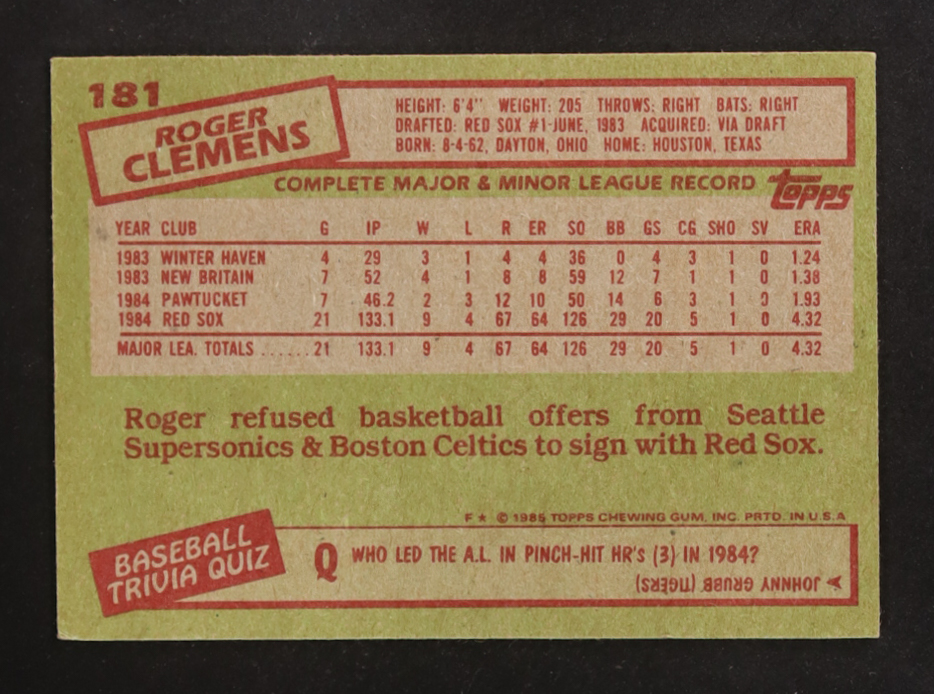 181
ROGER
CLEMENS
HEIGHT: 6'4" WEIGHT: 205 THROWS: RIGHT BATS: RIGHT
DRAFTED: RED SOX #1-JUNE, 1983 ACQUIRED: VIA DRAFT
BORN: 8-4-62, DAYTON, OHIO HOME: HOUSTON, TEXAS
COMPLETE MAJOR & MINOR LEAGUE RECORD topps
YEAR CLUB G IP W L R ER SO BB GS CG SHO SV ERA
1983 WINTER HAVEN 4 29 3 1 4 4 36 0 4 3 1 0 1.24
1983 NEW BRITAIN 7 52 4 1 8 8 59 12 7 1 1 0 1.38
1984 PAWTUCKET 7 46.2 2 3 12 10 50 14 6 3 1 0 1.93
1984 RED SOX 21 133.1 9 4 67 64 126 29 20 5 1 0 4.32
MAJOR LEA. TOTALS ......21 133.1 9 4 67 64 126 29 20 5 1 0 4.32
Roger refused basketball offers from Seattle
Supersonics & Boston Celtics to sign with Red Sox.
F ★ © 1985 TOPPS CHEWING GUM, INC. PRTD. IN U.S.A
BASEBALL
TRIVIA QUIZ
Q WHO LED THE A.L. IN PINCH-HIT HR's (3) IN 1984?
JOHNNY GRUBB (TIGERS)